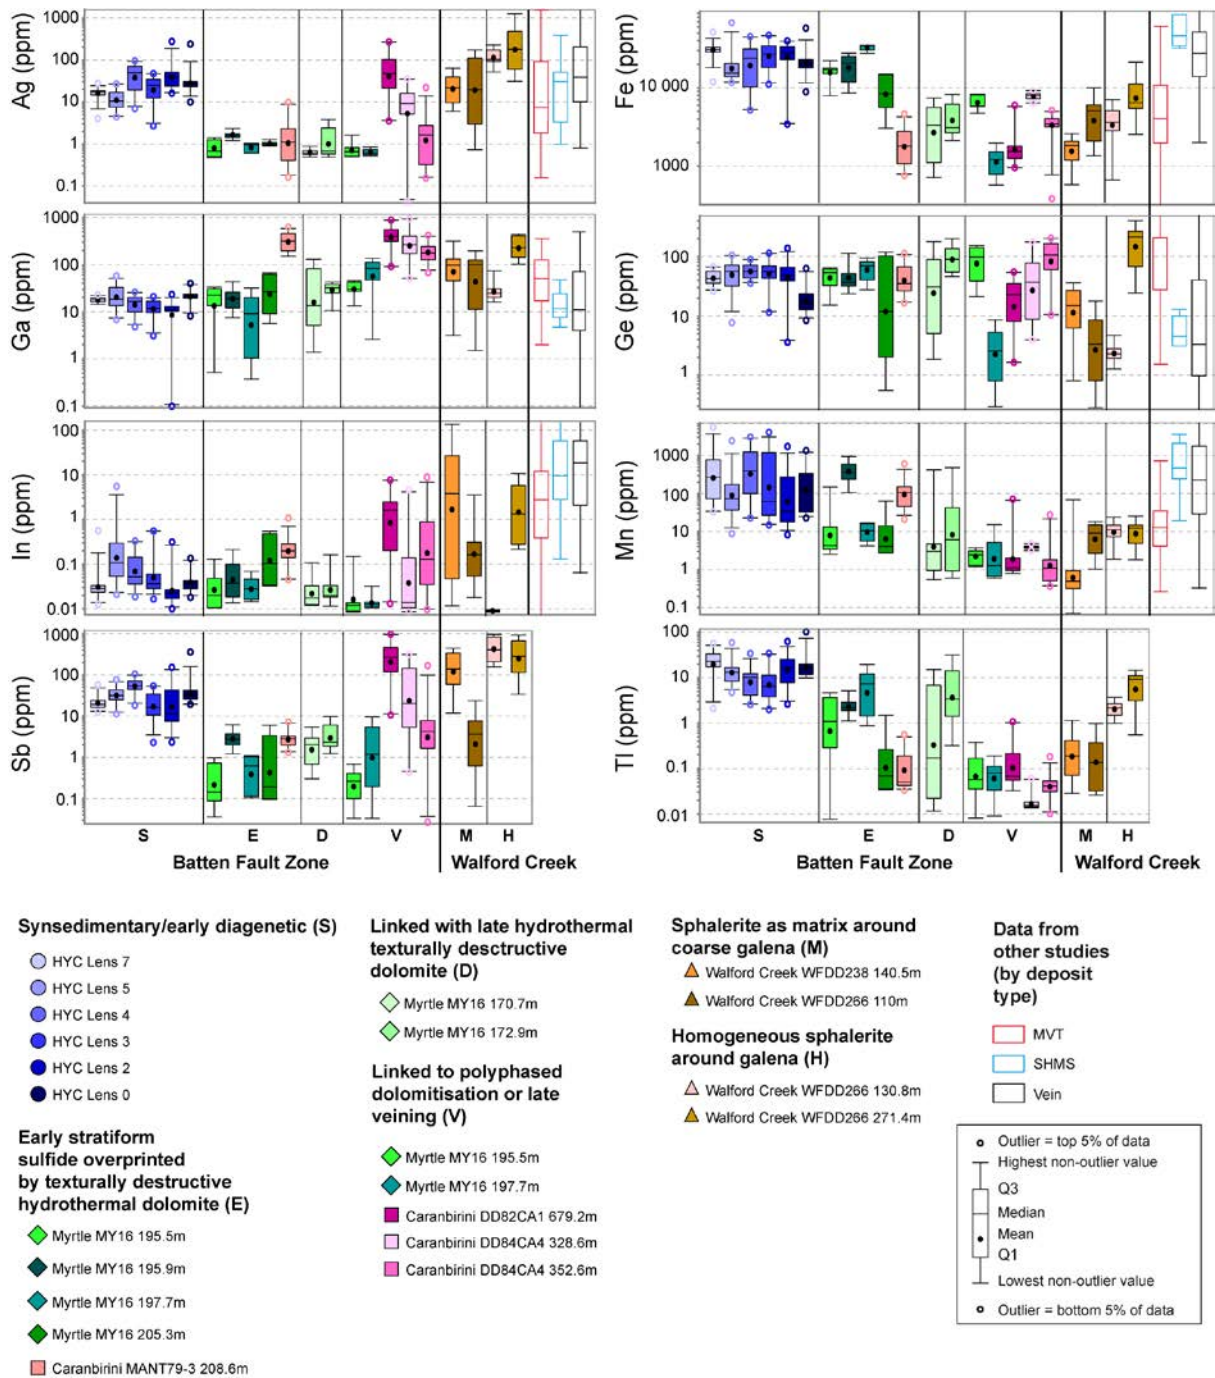 Ag (ppm)
1000
100
10
1
0.1
Fe (ppm)
10 000
1000
Ga (ppm)
1000
100
10
1
0.1
Ge (ppm)
100
10
1
In (ppm)
100
10
1
0.1
0.01
Mn (ppm)
1000
100
10
1
0.1
Sb (ppm)
1000
100
10
1
0.1
Tl (ppm)
100
10
1
0.1
0.01
S E D V M H
Batten Fault Zone Walford Creek
S E D V M H
Batten Fault Zone Walford Creek
Synsedimentary/early diagenetic (S)
HYC Lens 7
HYC Lens 5
HYC Lens 4
HYC Lens 3
HYC Lens 2
HYC Lens 0
Early stratiform
sulfide overprinted
by texturally destructive
hydrothermal dolomite (E)
Myrtle MY16 195.5m
Myrtle MY16 195.9m
Myrtle MY16 197.7m
Myrtle MY16 205.3m
Caranbirini MANT79-3 208.6m
Linked with late hydrothermal
texturally desctructive
dolomite (D)
Myrtle MY16 170.7m
Myrtle MY16 172.9m
Linked to polyphased
dolomitisation or late
veining (V)
Myrtle MY16 195.5m
Myrtle MY16 197.7m
Caranbirini DD82CA1 679.2m
Caranbirini DD84CA4 328.6m
Caranbirini DD84CA4 352.6m
Sphalerite as matrix around
coarse galena (M)
Walford Creek WFDD238 140.5m
Walford Creek WFDD266 110m
Homogeneous sphalerite
around galena (H)
Walford Creek WFDD266 130.8m
Walford Creek WFDD266 271.4m
Data from
other studies
(by deposit
type)
MVT
SHMS
Vein
Outlier = top 5% of data
Highest non-outlier value
Q3
Median
Mean
Q1
Lowest non-outlier value
Outlier = bottom 5% of data